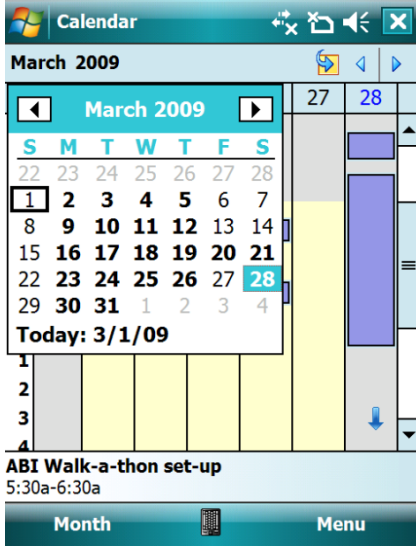 Calendar
March 2009
27 28
March 2009
S M T W T F S
22 23 24 25 26 27 28
1 2 3 4 5 6 7
8 9 10 11 12 13 14
15 16 17 18 19 20 21
22 23 24 25 26 27 28
29 30 31 1 2 3 4
Today: 3/1/09
1
2
3
4
ABI Walk-a-thon set-up
5:30a-6:30a
Month Menu